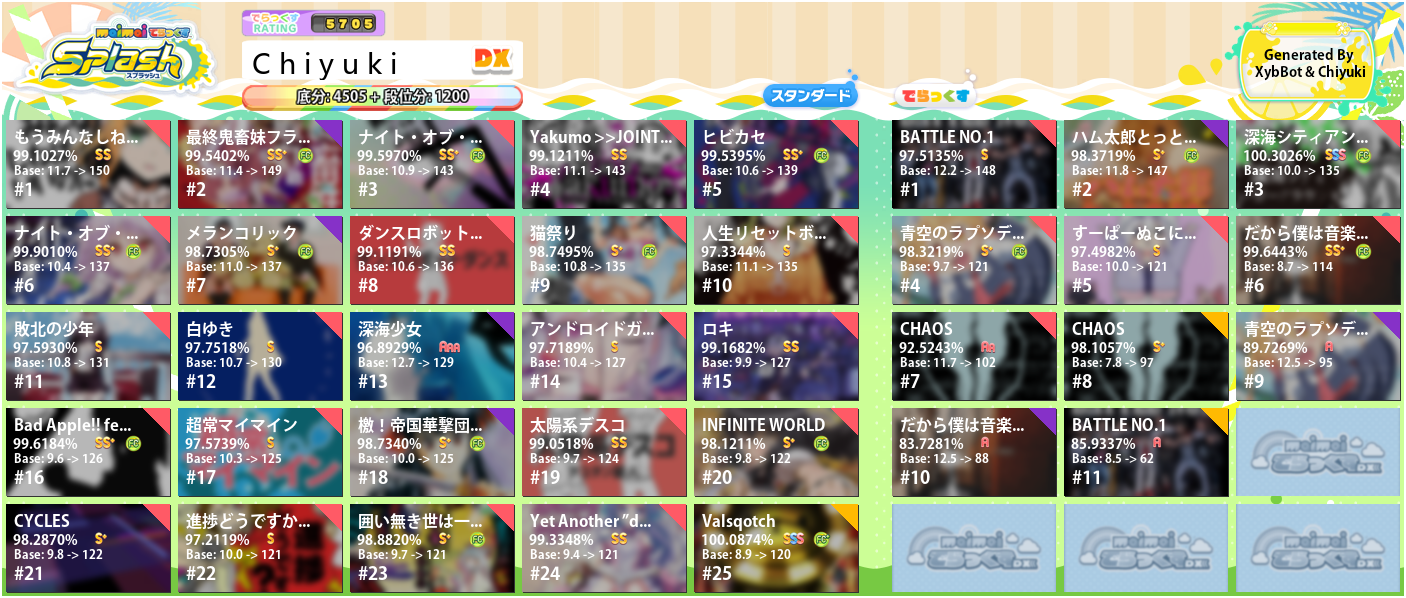 maimai でらっくす
Splash
スプラッシュ
でらっくす
RATING
5705
Chiyuki
DX
底分: 4505 + 段位分: 1200
スタンダード
でらっくす
Generated By
XybBot & Chiyuki
もうみんなしね...
99.1027% SS
Base: 11.7 -> 150
#1
最終鬼畜妹フラ...
99.5402% SS+ FC
Base: 11.4 -> 149
#2
ナイト・オブ・...
99.5970% SS+ FC
Base: 10.9 -> 143
#3
Yakumo >>JOINT...
99.1211% SS
Base: 11.1 -> 143
#4
ヒビカセ
99.5395% SS+ FC
Base: 10.6 -> 139
#5
BATTLE NO.1
97.5135% S
Base: 12.2 -> 148
#1
ハム太郎とっと...
98.3719% S+ FC
Base: 11.8 -> 147
#2
深海シティアン...
100.3026% SSS FC
Base: 10.0 -> 135
#3
ナイト・オブ・...
99.9010% SS+ FC
Base: 10.4 -> 137
#6
メランコリック
98.7305% S+ FC
Base: 11.0 -> 137
#7
ダンスロボット...
99.1191% SS
Base: 10.6 -> 136
#8
猫祭り
98.7495% S+ FC
Base: 10.8 -> 135
#9
人生リセットボ...
97.3344% S
Base: 11.1 -> 135
#10
青空のラプソデ...
98.3219% S+ FC
Base: 9.7 -> 121
#4
すーぱーぬこに...
97.4982% S
Base: 10.0 -> 121
#5
だから僕は音楽...
99.6443% SS+ FC
Base: 8.7 -> 114
#6
敗北の少年
97.5930% S
Base: 10.8 -> 131
#11
白ゆき
97.7518% S
Base: 10.7 -> 130
#12
深海少女
96.8929% AAA
Base: 12.7 -> 129
#13
アンドロイドガ...
97.7189% S
Base: 10.4 -> 127
#14
ロキ
99.1682% SS
Base: 9.9 -> 127
#15
CHAOS
92.5243% AA
Base: 11.7 -> 102
#7
CHAOS
98.1057% S+
Base: 7.8 -> 97
#8
青空のラプソデ...
89.7269% A
Base: 12.5 -> 95
#9
Bad Apple!! fe...
99.6184% SS+ FC
Base: 9.6 -> 126
#16
超常マイマイン
97.5739% S
Base: 10.3 -> 125
#17
檄！帝国華撃団...
98.7340% S+ FC
Base: 10.0 -> 125
#18
太陽系デスコ
99.0518% SS
Base: 9.7 -> 124
#19
INFINITE WORLD
98.1211% S+ FC
Base: 9.8 -> 122
#20
だから僕は音楽...
83.7281% A
Base: 12.5 -> 88
#10
BATTLE NO.1
85.9337% A
Base: 8.5 -> 62
#11
CYCLES
98.2870% S+
Base: 9.8 -> 122
#21
進捗どうですか...
97.2119% S
Base: 10.0 -> 121
#22
囲い無き世は一...
98.8820% S+ FC
Base: 9.7 -> 121
#23
Yet Another "d...
99.3348% SS
Base: 9.4 -> 121
#24
Valsqotch
100.0874% SSS FC
Base: 8.9 -> 120
#25